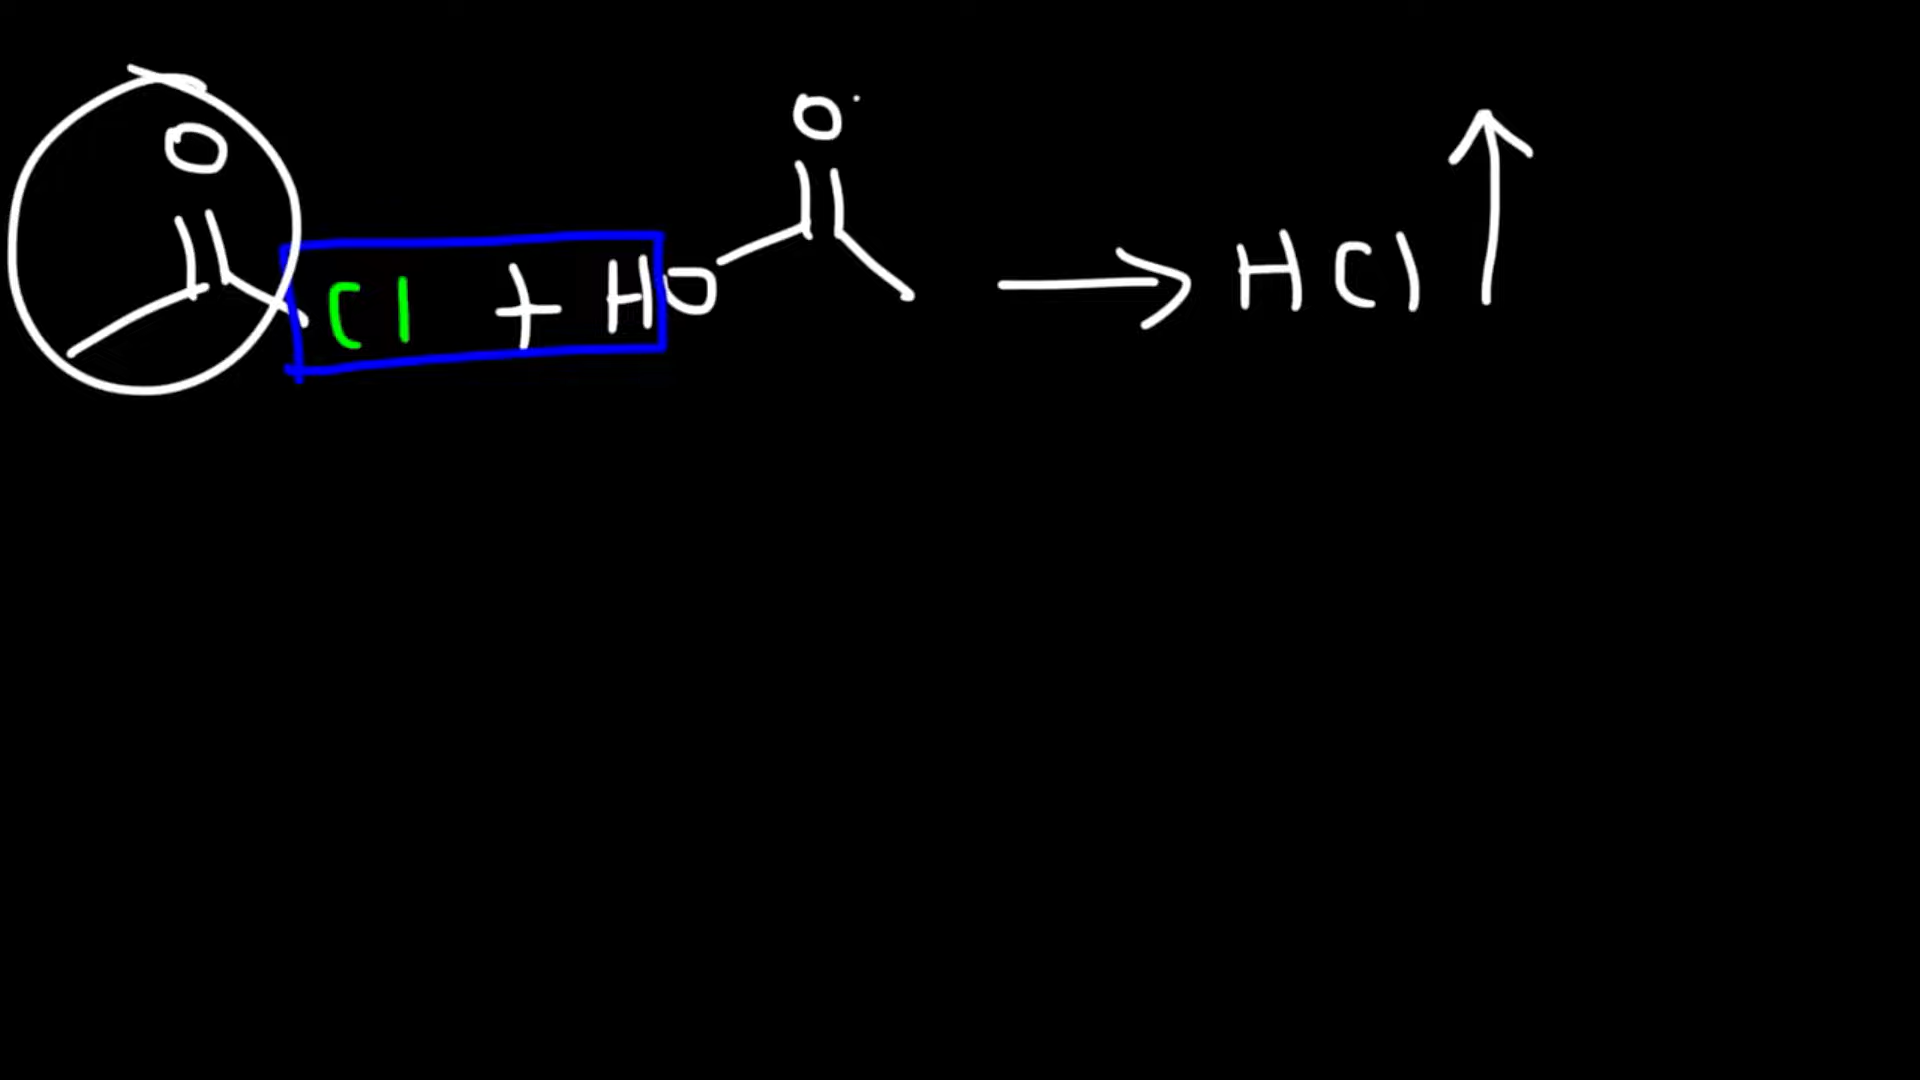 O O
Cl + HO → HCl ↑